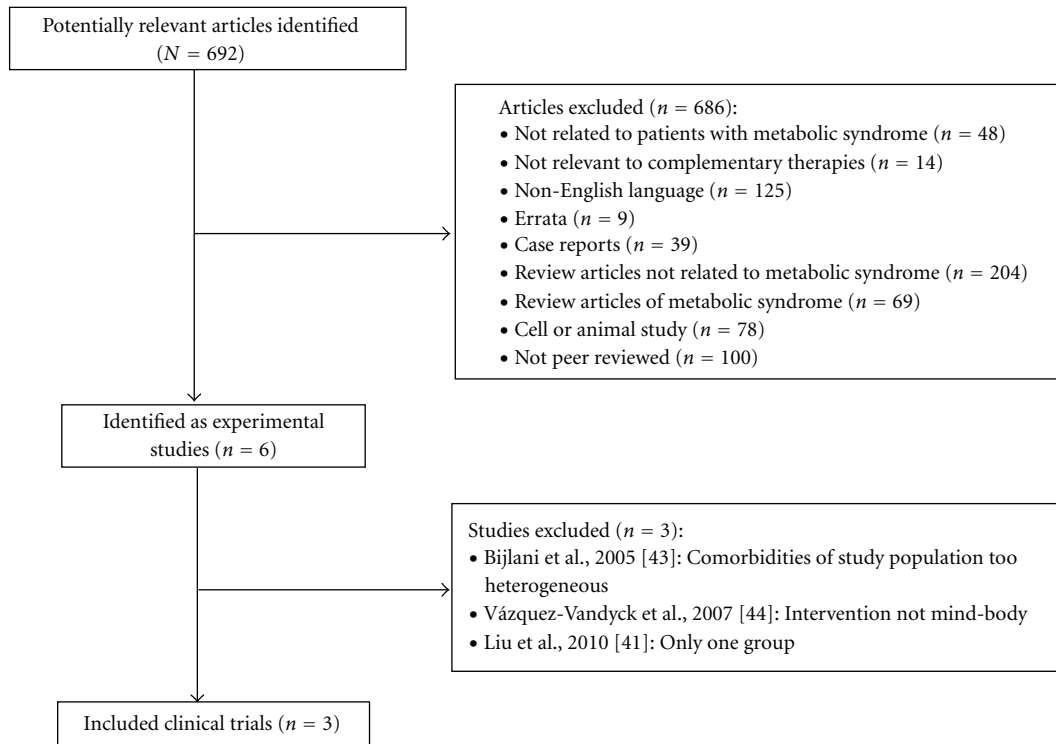 Potentially relevant articles identified
(N = 692)
Articles excluded (n = 686):
• Not related to patients with metabolic syndrome (n = 48)
• Not relevant to complementary therapies (n = 14)
• Non-English language (n = 125)
• Errata (n = 9)
• Case reports (n = 39)
• Review articles not related to metabolic syndrome (n = 204)
• Review articles of metabolic syndrome (n = 69)
• Cell or animal study (n = 78)
• Not peer reviewed (n = 100)
Identified as experimental
studies (n = 6)
Studies excluded (n = 3):
• Bijlani et al., 2005 [43]: Comorbidities of study population too
heterogeneous
• Vázquez-Vandyck et al., 2007 [44]: Intervention not mind-body
• Liu et al., 2010 [41]: Only one group
Included clinical trials (n = 3)